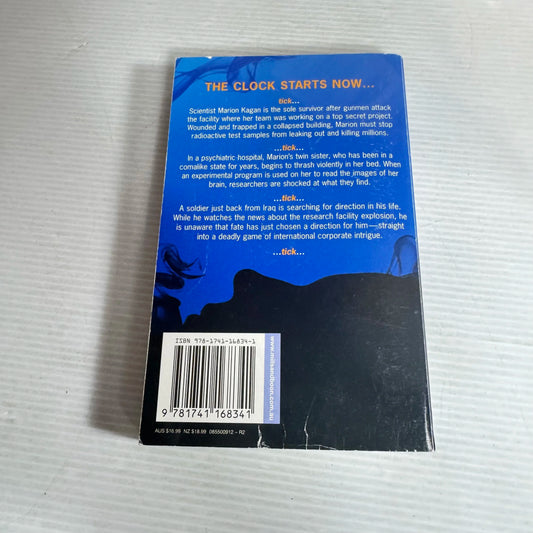 THE CLOCK STARTS NOW...
tick...
Scientist Marion Kagan is the sole survivor after gunmen attack
the facility where her team was working on a top secret project.
Wounded and trapped in a collapsed building, Marion must stop
radioactive test samples from leaking out and killing millions.
...tick...
In a psychiatric hospital, Marion's twin sister, who has been in a
comalike state for years, begins to thrash violently in her bed. When
an experimental program is used on her to read the images of her
brain, researchers are shocked at what they find.
...tick...
A soldier just back from Iraq is searching for direction in his life.
While he watches the news about the research facility explosion, he
is unaware that fate has just chosen a direction for him—straight
into a deadly game of international corporate intrigue.
...tick...
ISBN 978-1741-16834-1
9 781741 168341
www.millsandboon.com.au
AUS $16.99 NZ $18.99 085500912 – R2